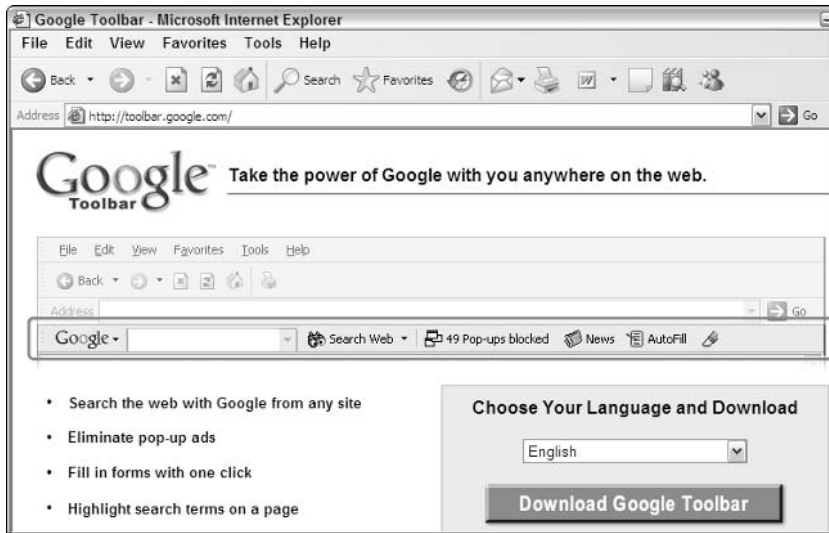 Google Toolbar - Microsoft Internet Explorer
File Edit View Favorites Tools Help
Back Search Favorites W
Address http://toolbar.google.com/ Go
Google™ Toolbar
Take the power of Google with you anywhere on the web.
File Edit View Favorites Tools Help
Back
Address Go
Google Search Web 49 Pop-ups blocked News AutoFill
• Search the web with Google from any site
• Eliminate pop-up ads
• Fill in forms with one click
• Highlight search terms on a page
Choose Your Language and Download
English
Download Google Toolbar